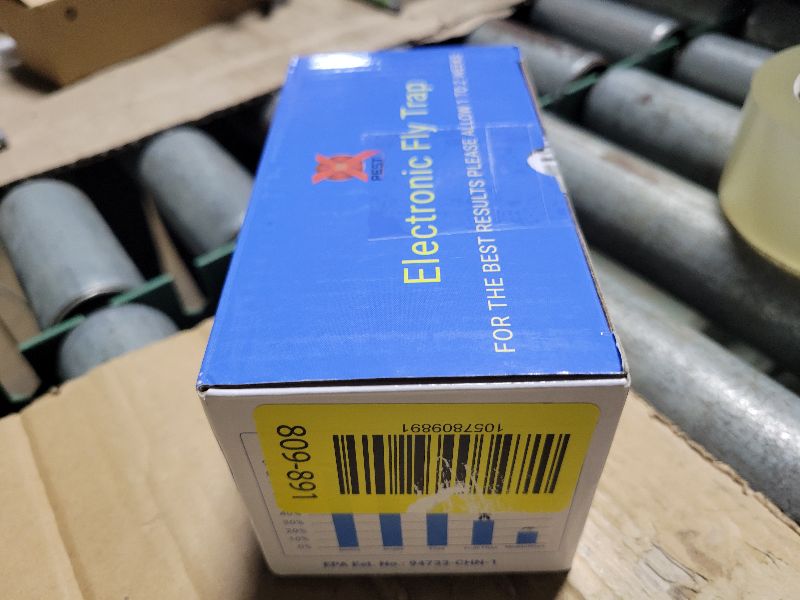 PEST
Electronic Fly Trap
FOR THE BEST RESULTS PLEASE ALLOW 1 TO 2 WEEKS
1057809891
809-891
40%
30%
20%
10%
0%
EPA Est. No.: 94733-CHN-1